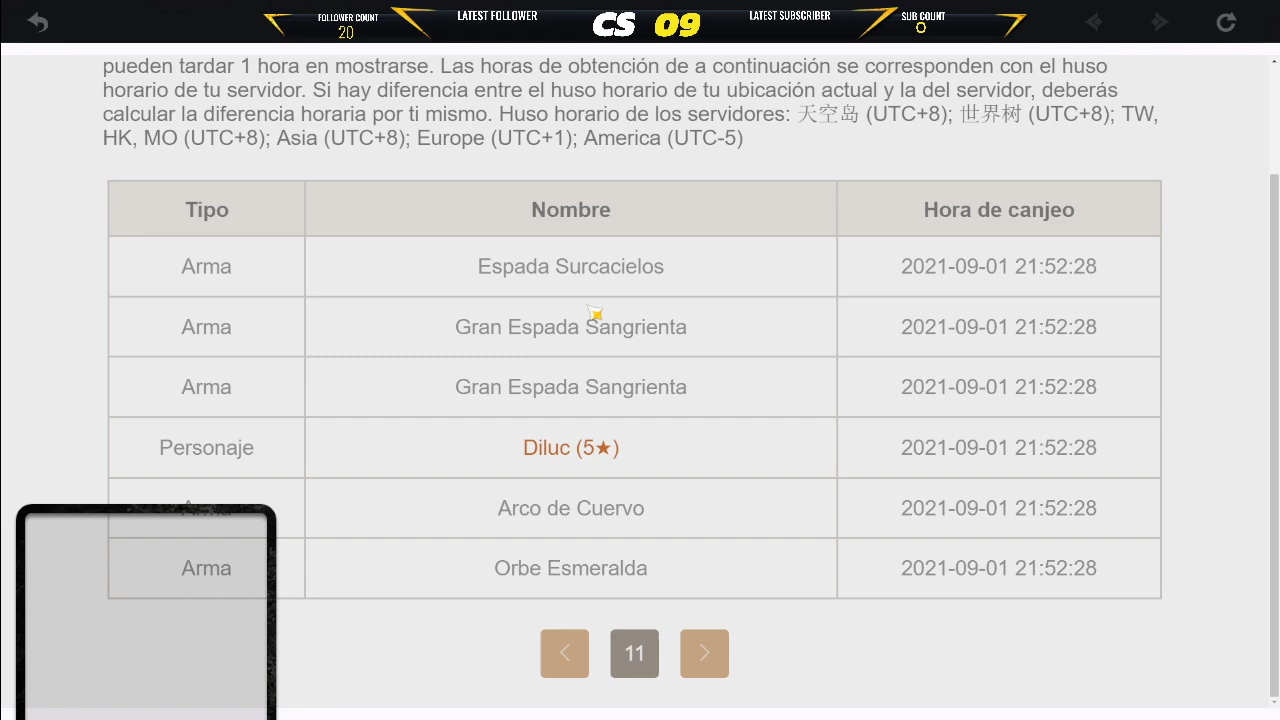 FOLLOWER COUNT
20
LATEST FOLLOWER
CS 09
LATEST SUBSCRIBER
SUB COUNT
0
pueden tardar 1 hora en mostrarse. Las horas de obtención de a continuación se corresponden con el huso
horario de tu servidor. Si hay diferencia entre el huso horario de tu ubicación actual y la del servidor, deberás
calcular la diferencia horaria por ti mismo. Huso horario de los servidores: 天空岛 (UTC+8); 世界树 (UTC+8); TW,
HK, MO (UTC+8); Asia (UTC+8); Europe (UTC+1); America (UTC-5)
Tipo Nombre Hora de canjeo
Arma Espada Surcacielos 2021-09-01 21:52:28
Arma Gran Espada Sangrienta 2021-09-01 21:52:28
Arma Gran Espada Sangrienta 2021-09-01 21:52:28
Personaje Diluc (5★) 2021-09-01 21:52:28
Arma Arco de Cuervo 2021-09-01 21:52:28
Arma Orbe Esmeralda 2021-09-01 21:52:28
11